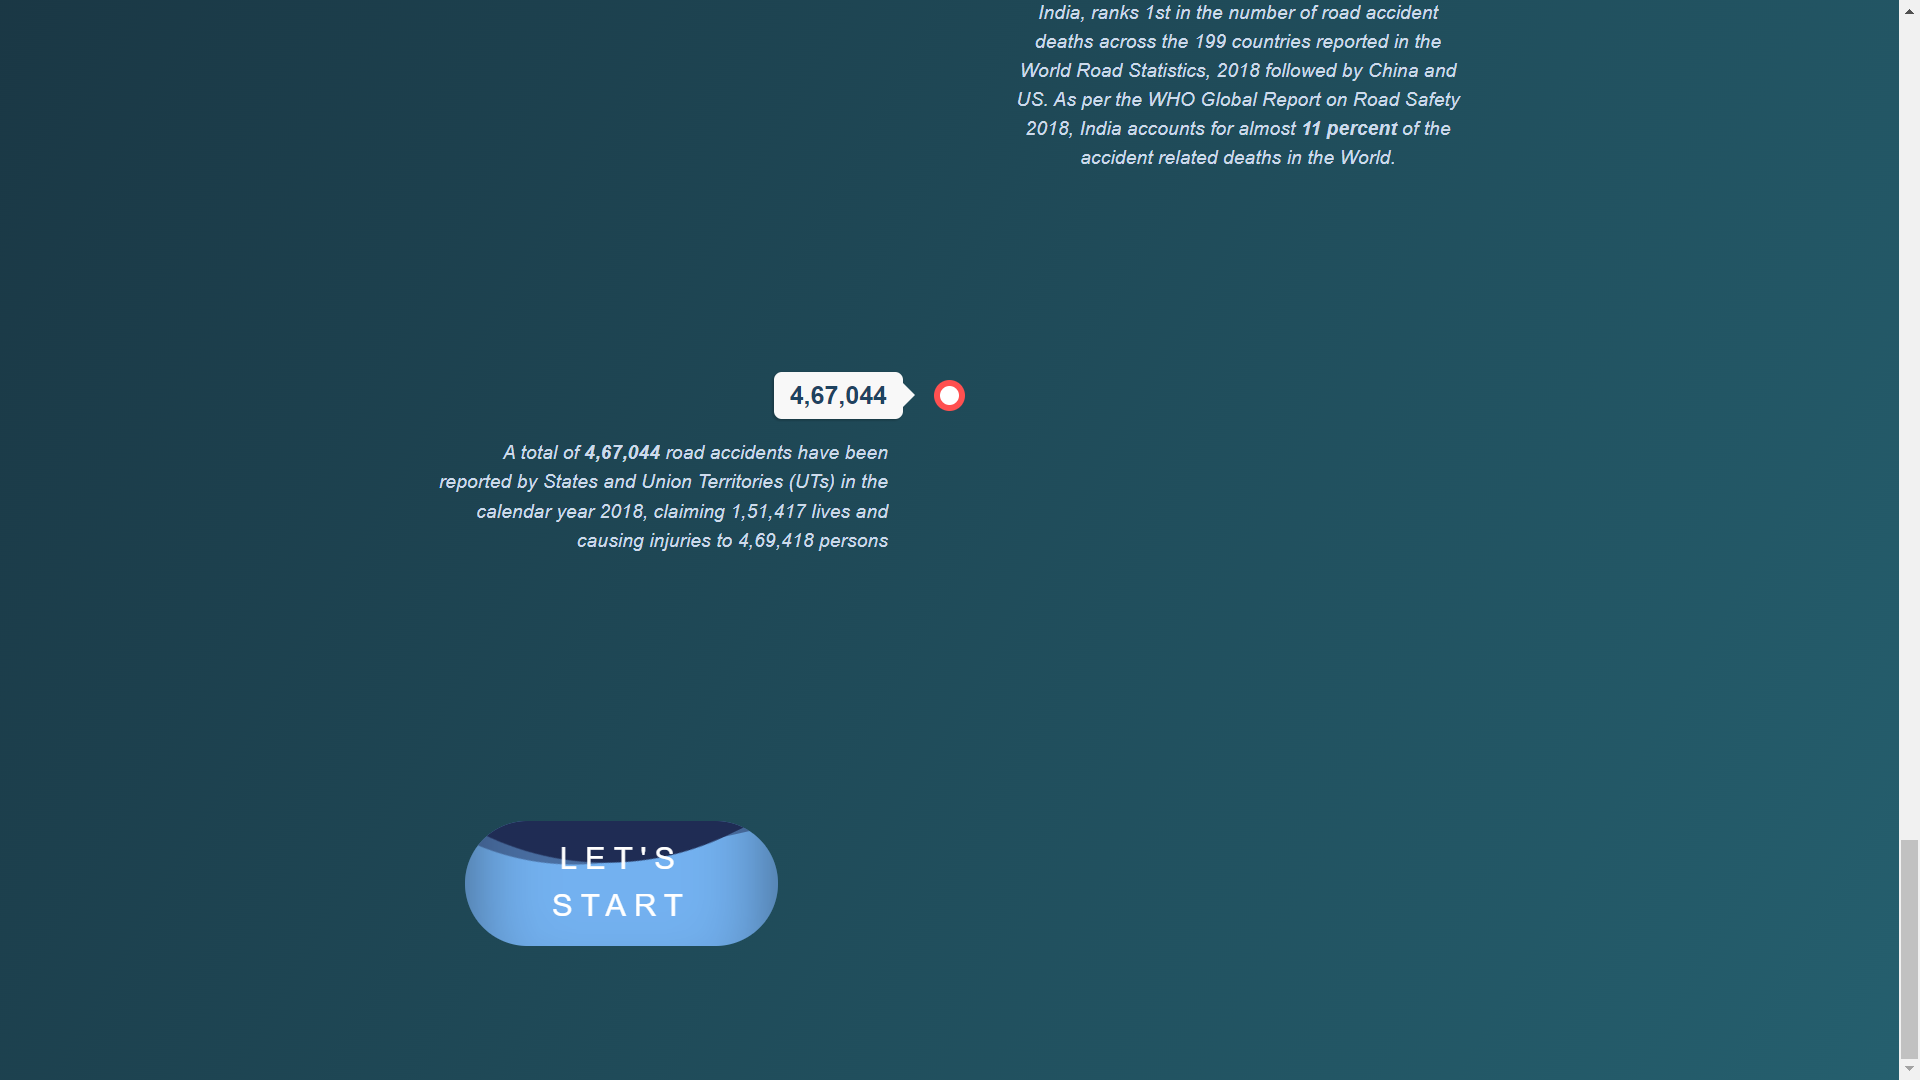 India, ranks 1st in the number of road accident
deaths across the 199 countries reported in the
World Road Statistics, 2018 followed by China and
US. As per the WHO Global Report on Road Safety
2018, India accounts for almost 11 percent of the
accident related deaths in the World.
4,67,044
A total of 4,67,044 road accidents have been
reported by States and Union Territories (UTs) in the
calendar year 2018, claiming 1,51,417 lives and
causing injuries to 4,69,418 persons
LET'S
START